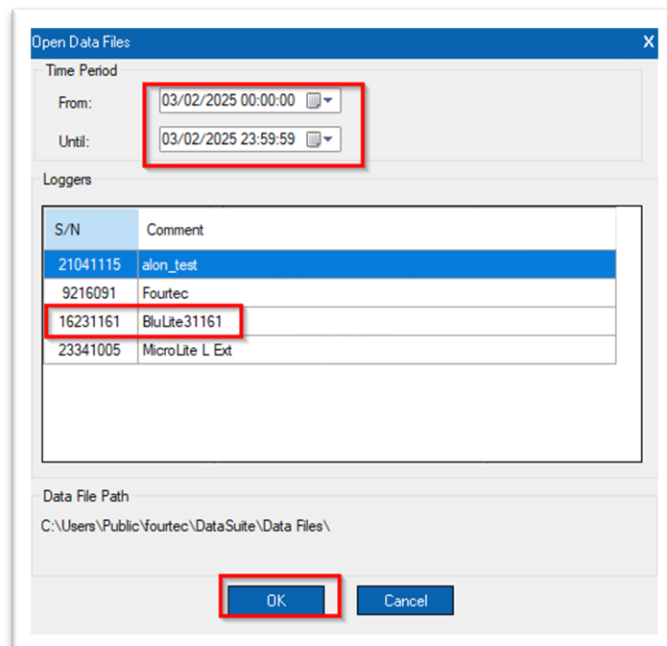 Open Data Files X
Time Period
From: 03/02/2025 00:00:00
Until: 03/02/2025 23:59:59
Loggers
S/N Comment
21041115 alon_test
9216091 Fourtec
16231161 BluLite31161
23341005 MicroLite L Ext
Data File Path
C:\Users\Public\fourtec\DataSuite\Data Files\
OK Cancel